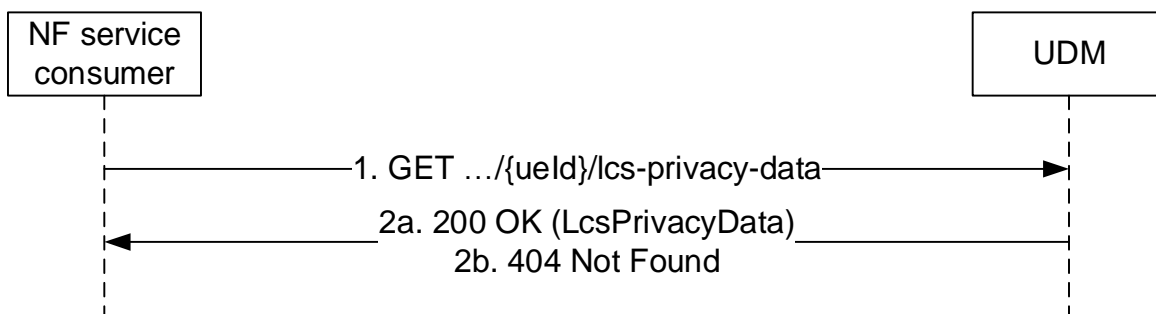 NF service
consumer
UDM
1. GET …/{ueId}/lcs-privacy-data
2a. 200 OK (LcsPrivacyData)
2b. 404 Not Found